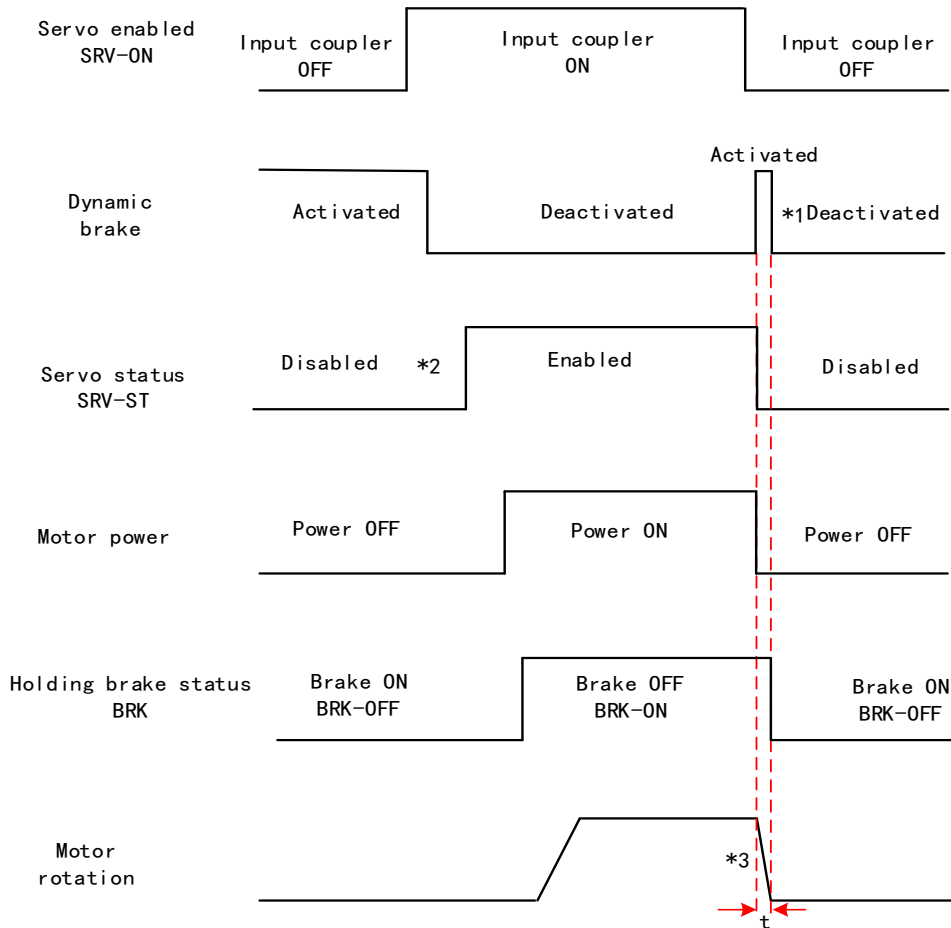 Servo enabled
SRV-ON
Input coupler
OFF
Input coupler
ON
Input coupler
OFF
Dynamic
brake
Activated
Deactivated
Activated
*1 Deactivated
Servo status
SRV-ST
Disabled
*2
Enabled
Disabled
Motor power
Power OFF
Power ON
Power OFF
Holding brake status
BRK
Brake ON
BRK-OFF
Brake OFF
BRK-ON
Brake ON
BRK-OFF
Motor
rotation
*3
t